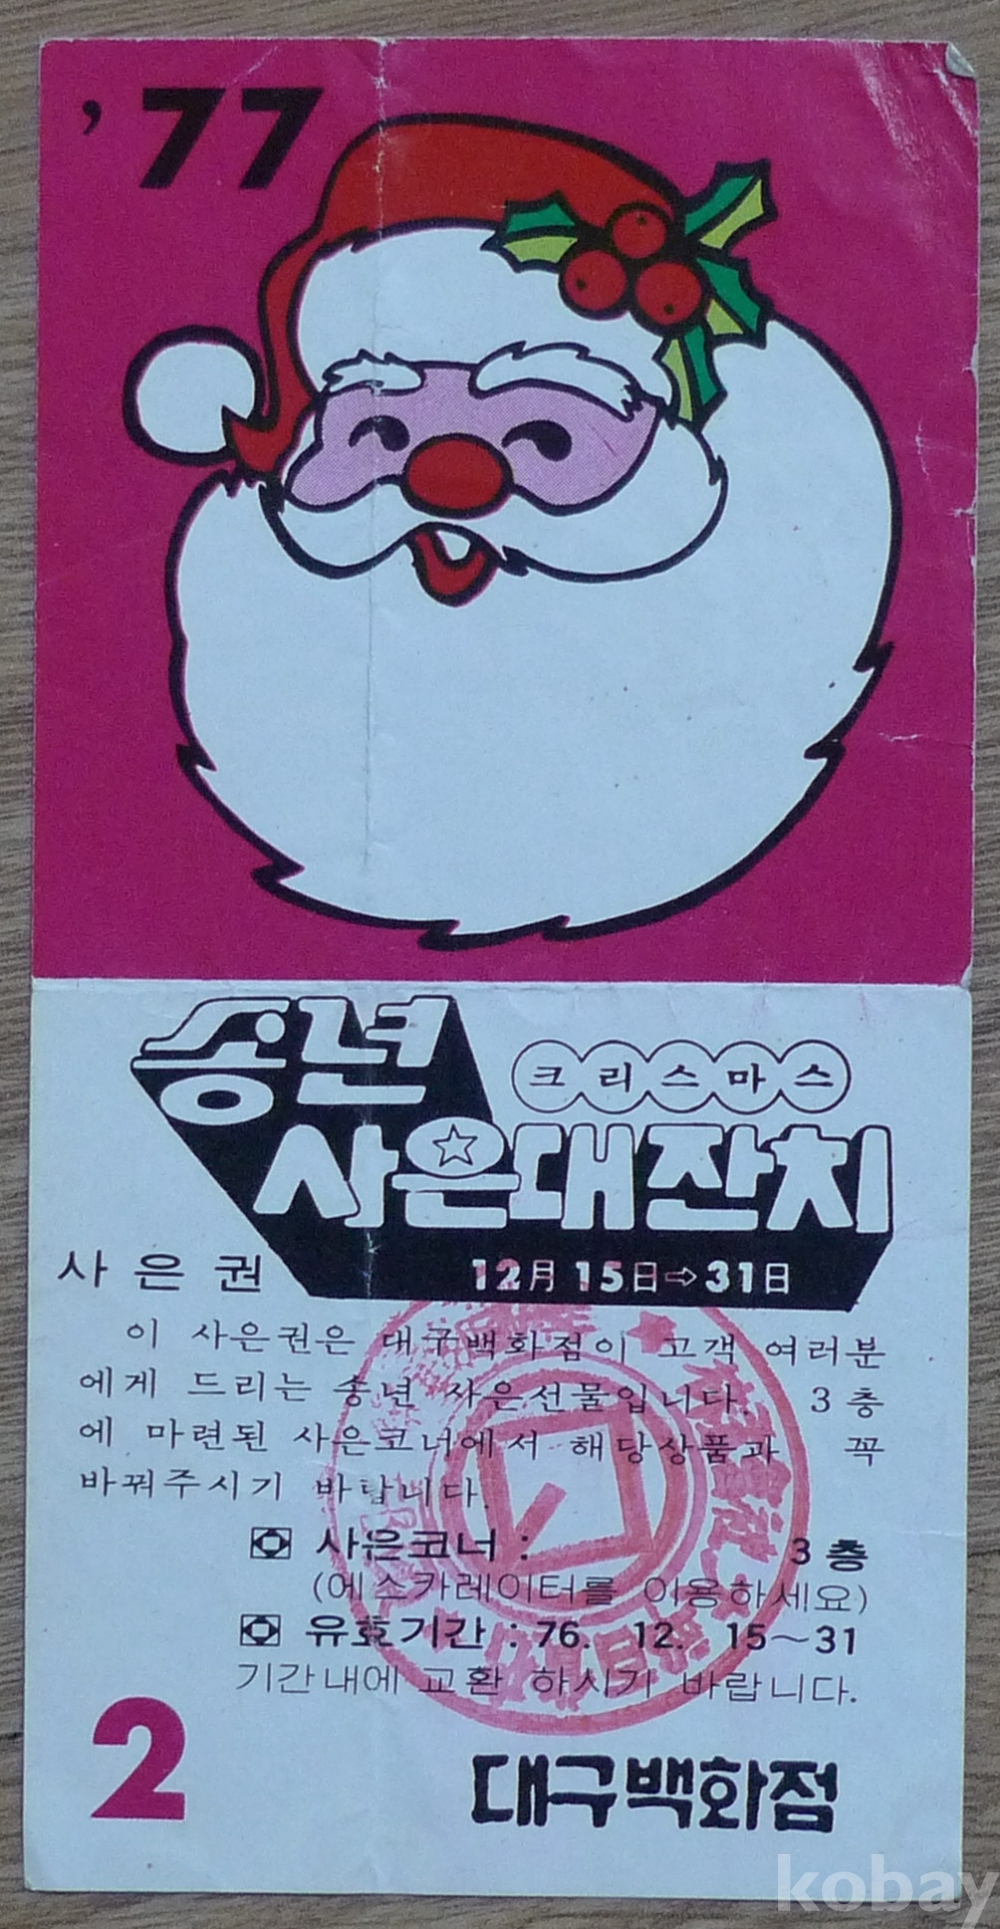 '77
송년
크리스마스
사은대잔치
12月 15日⇨31日
사 은 권
이 사은권은 대구백화점이 고객 여러분
에게 드리는 송년 사은선물입니다. 3층
에 마련된 사은코너에서 해당상품과 꼭
바꿔주시기 바랍니다.
사은코너 : 3층
(에스카레이터를 이용하세요)
유효기간 : 76. 12. 15~31
기간내에 교환 하시기 바랍니다.
2
대구백화점
kobay